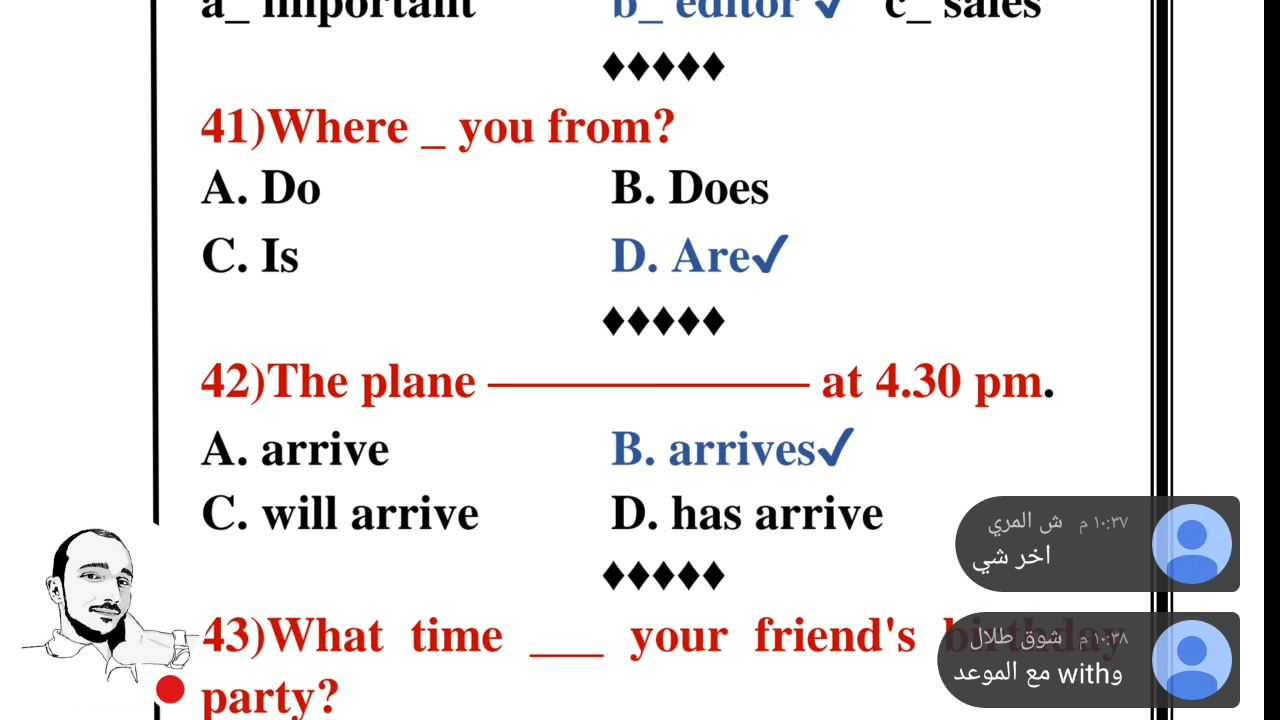 a_ important b_ editor ✓ c_ sales
♦♦♦♦♦
41)Where _ you from?
A. Do B. Does
C. Is D. Are✓
♦♦♦♦♦
42)The plane ——————— at 4.30 pm.
A. arrive B. arrives✓
C. will arrive D. has arrive
♦♦♦♦♦
43)What time ___ your friend's birthday
party?
ش المري ١٠:٣٧ م
اخر شي
شوق طلال ١٠:٣٨ م
وwith مع الموعد